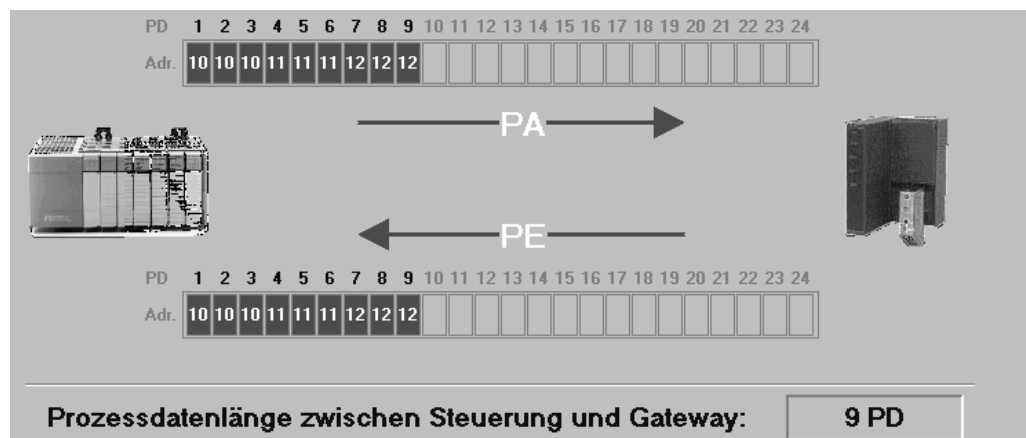 PD 1 2 3 4 5 6 7 8 9 10 11 12 13 14 15 16 17 18 19 20 21 22 23 24
Adr. 10 10 10 11 11 11 12 12 12
PA
PE
PD 1 2 3 4 5 6 7 8 9 10 11 12 13 14 15 16 17 18 19 20 21 22 23 24
Adr. 10 10 10 11 11 11 12 12 12
Prozessdatenlänge zwischen Steuerung und Gateway: 9 PD